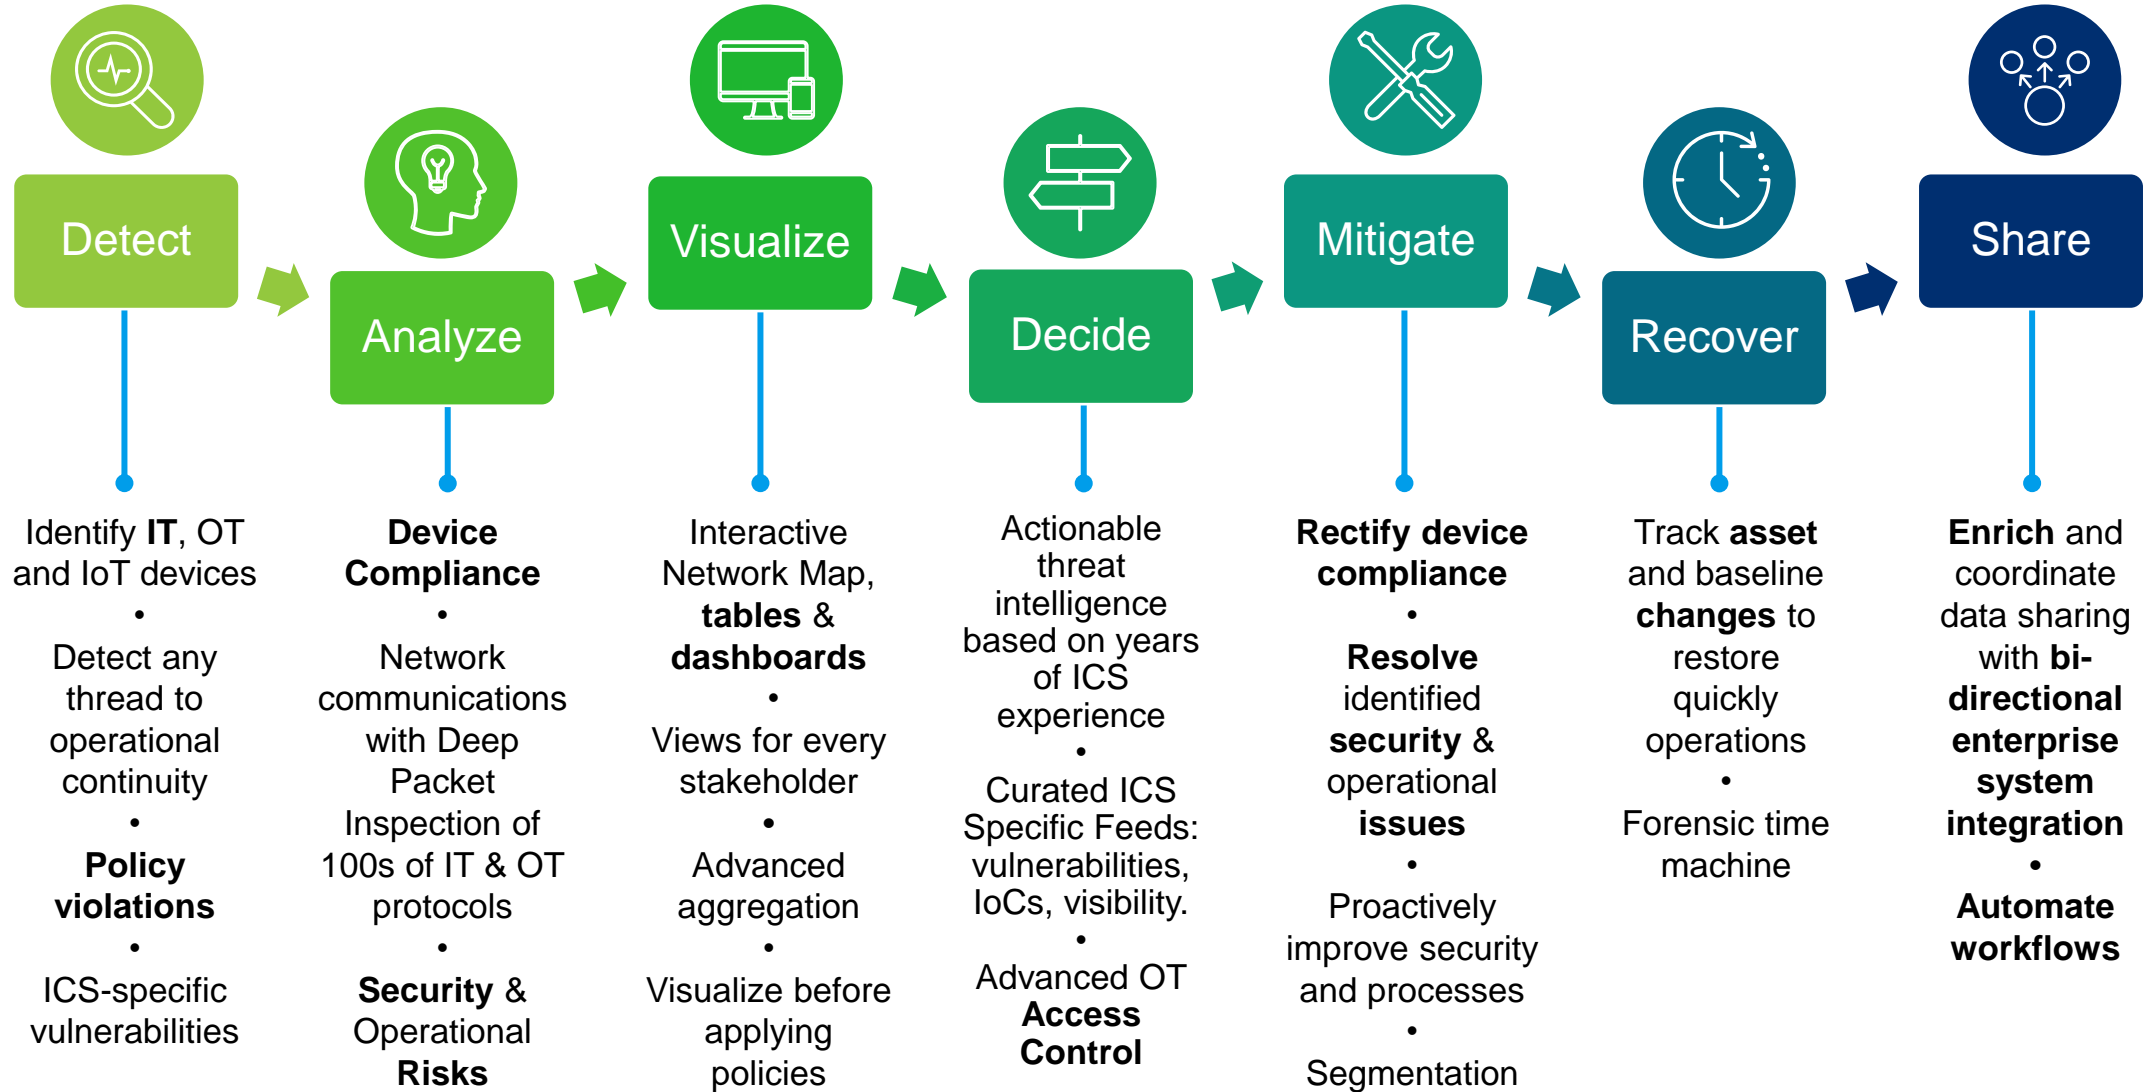 Detect
Identify IT, OT
and IoT devices
•
Detect any
thread to
operational
continuity
•
Policy
violations
•
ICS-specific
vulnerabilities
Analyze
Device
Compliance
•
Network
communications
with Deep
Packet
Inspection of
100s of IT & OT
protocols
•
Security &
Operational
Risks
Visualize
Interactive
Network Map,
tables &
dashboards
•
Views for every
stakeholder
•
Advanced
aggregation
•
Visualize before
applying
policies
Decide
Actionable
threat
intelligence
based on years
of ICS
experience
•
Curated ICS
Specific Feeds:
vulnerabilities,
IoCs, visibility.
•
Advanced OT
Access
Control
Mitigate
Rectify device
compliance
•
Resolve
identified
security &
operational
issues
•
Proactively
improve security
and processes
•
Segmentation
Recover
Track asset
and baseline
changes to
restore
quickly
operations
•
Forensic time
machine
Share
Enrich and
coordinate
data sharing
with bi-
directional
enterprise
system
integration
•
Automate
workflows